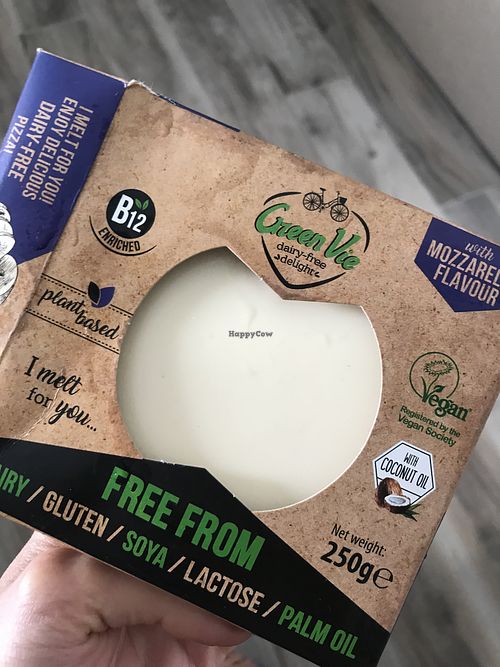 I MELT FOR YOU!
ENJOY DELICIOUS
DAIRY-FREE
PIZZA!
B12
ENRICHED
Green Vie
dairy-free
delight
with
MOZZAREL
FLAVOUR
plant
based
I melt
for you...
HappyCow
Vegan
Registered by the
Vegan Society
WITH
COCONUT OIL
FREE FROM
AIRY / GLUTEN / SOYA / LACTOSE / PALM OIL
Net weight:
250g e